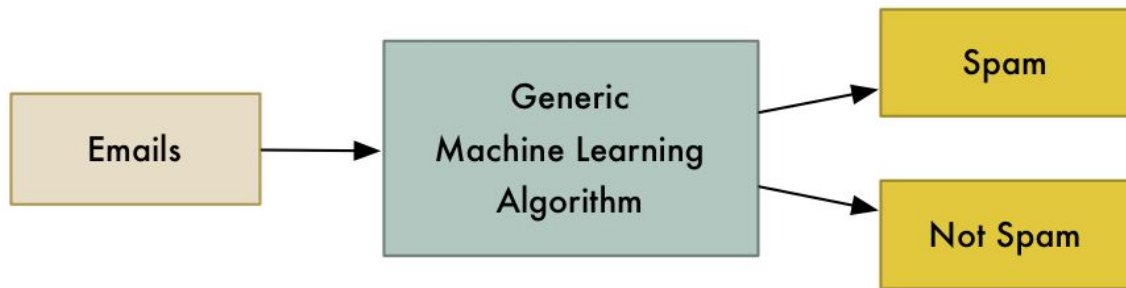 Emails
Generic
Machine Learning
Algorithm
Spam
Not Spam